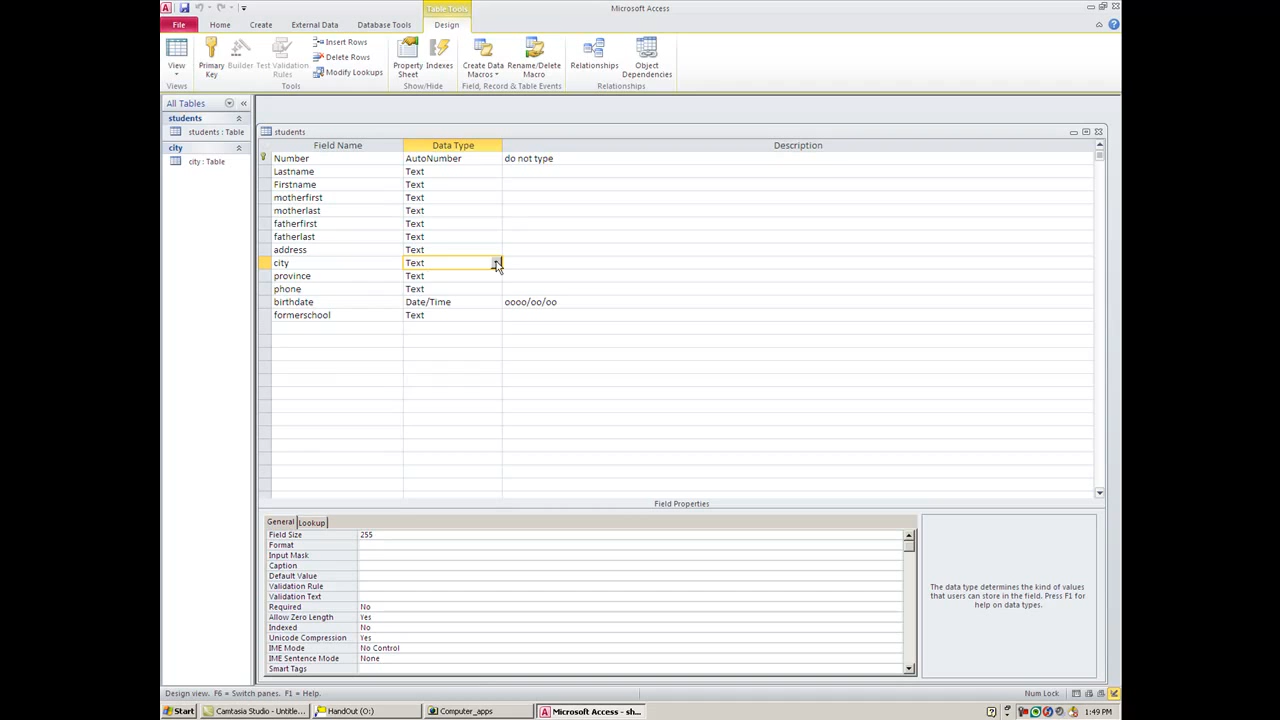 Table Tools
Microsoft Access
File Home Create External Data Database Tools Design
View
Primary Key
Builder
Test Validation Rules
Insert Rows
Delete Rows
Modify Lookups
Property Sheet
Indexes
Create Data Macros
Rename/Delete Macro
Relationships
Object Dependencies
Views Tools Show/Hide Field, Record & Table Events Relationships
All Tables
students
students : Table
city
city : Table
students
Field Name Data Type Description
Number AutoNumber do not type
Lastname Text
Firstname Text
motherfirst Text
motherlast Text
fatherfirst Text
fatherlast Text
address Text
city Text
province Text
phone Text
birthdate Date/Time oooo/oo/oo
formerschool Text
Field Properties
General Lookup
Field Size 255
Format
Input Mask
Caption
Default Value
Validation Rule
Validation Text
Required No
Allow Zero Length Yes
Indexed No
Unicode Compression Yes
IME Mode No Control
IME Sentence Mode None
Smart Tags
The data type determines the kind of values
that users can store in the field. Press F1 for
help on data types.
Design view. F6 = Switch panes. F1 = Help.
Num Lock
Start Camtasia Studio - Untitle... HandOut (O:) Computer_apps Microsoft Access - sh... 1:49 PM